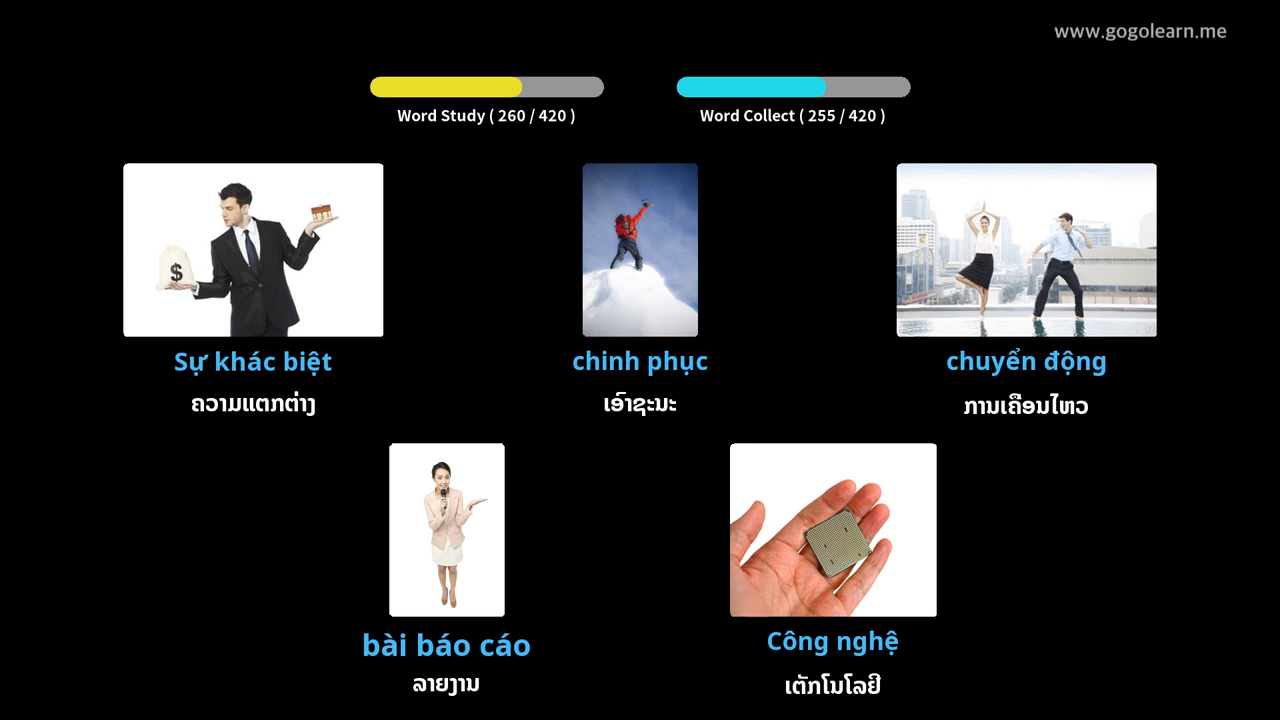 www.gogolearn.me
Word Study ( 260 / 420 )
Word Collect ( 255 / 420 )
$
Sự khác biệt
ຄວາມແຕກຕ່າງ
chinh phục
ເອົາຊະນະ
chuyển động
ການເຄື່ອນໄຫວ
bài báo cáo
ລາຍງານ
Công nghệ
ເຕັກໂນໂລຢີ